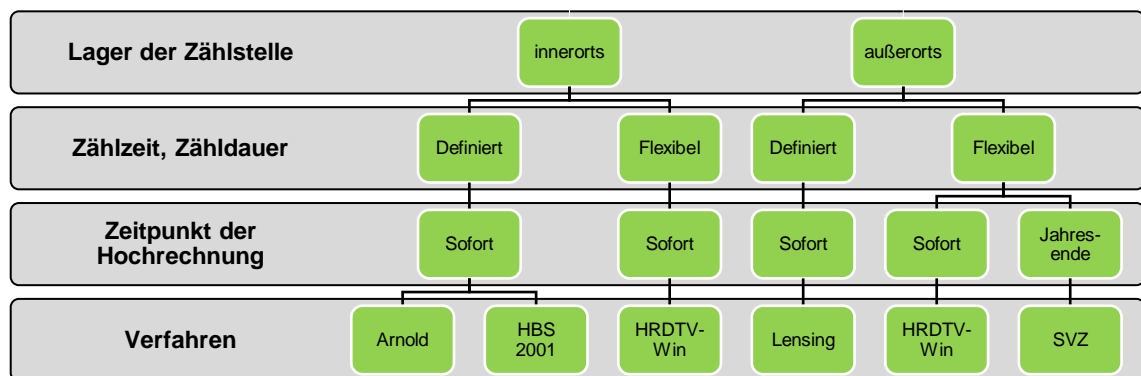 Lager der Zählstelle
innerorts
außerorts
Zählzeit, Zähldauer
Definiert
Flexibel
Definiert
Flexibel
Zeitpunkt der
Hochrechnung
Sofort
Sofort
Sofort
Sofort
Jahres-
ende
Verfahren
Arnold
HBS
2001
HRDTV-
Win
Lensing
HRDTV-
Win
SVZ